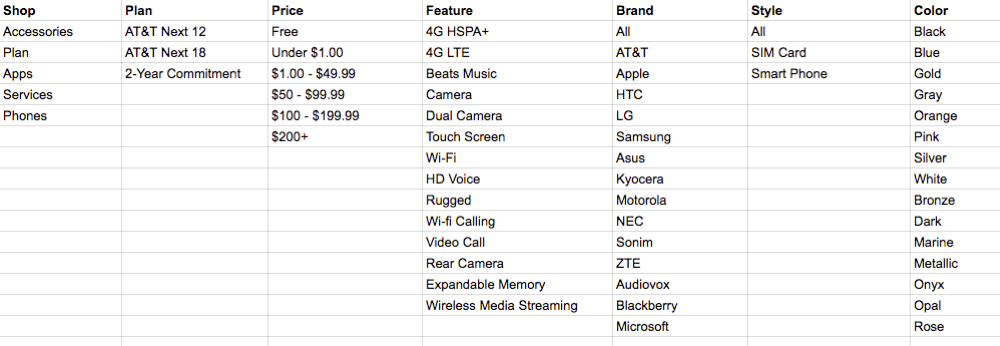 Shop Plan Price Feature Brand Style Color
Accessories AT&T Next 12 Free 4G HSPA+ All All Black
Plan AT&T Next 18 Under $1.00 4G LTE AT&T SIM Card Blue
Apps 2-Year Commitment $1.00 - $49.99 Beats Music Apple Smart Phone Gold
Services $50 - $99.99 Camera HTC Gray
Phones $100 - $199.99 Dual Camera LG Orange
$200+ Touch Screen Samsung Pink
Wi-Fi Asus Silver
HD Voice Kyocera White
Rugged Motorola Bronze
Wi-fi Calling NEC Dark
Video Call Sonim Marine
Rear Camera ZTE Metallic
Expandable Memory Audiovox Onyx
Wireless Media Streaming Blackberry Opal
Microsoft Rose